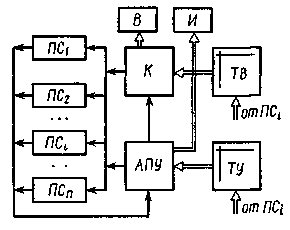 В И
ПС₁ К ТВ
ПС₂ от ПСᵢ
...
ПСᵢ АПУ ТУ
...
ПСₙ от ПСᵢ